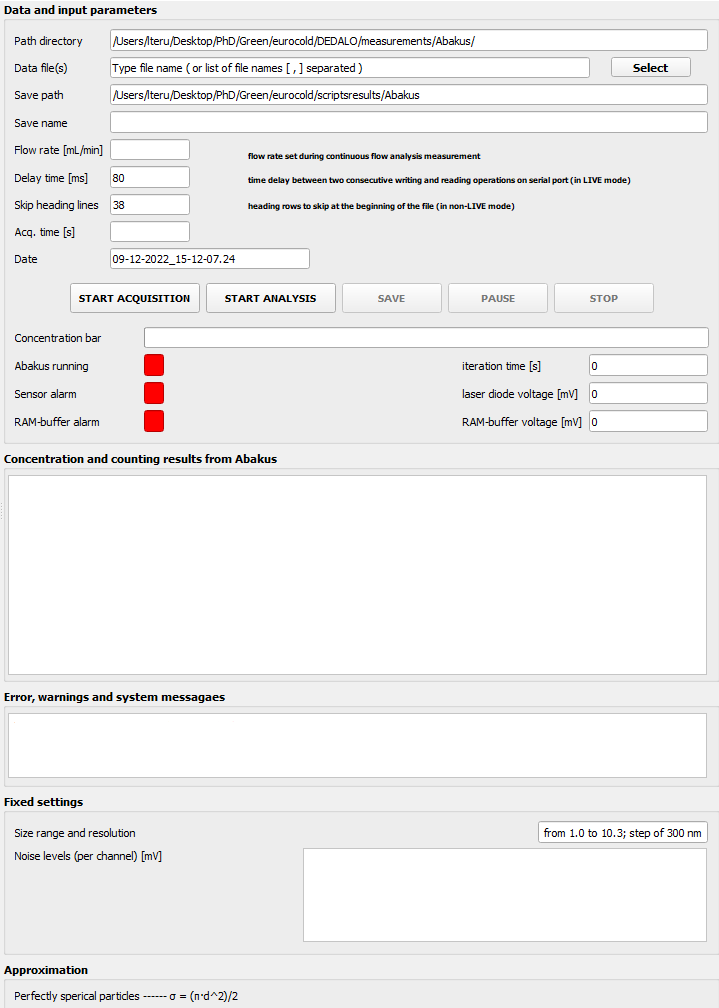 Data and input parameters
Path directory /Users/lteru/Desktop/PhD/Green/eurocold/DEDALO/measurements/Abakus/
Data file(s) Type file name ( or list of file names [ , ] separated ) Select
Save path /Users/lteru/Desktop/PhD/Green/eurocold/scriptsresults/Abakus
Save name
Flow rate [mL/min] flow rate set during continuous flow analysis measurement
Delay time [ms] 80 time delay between two consecutive writing and reading operations on serial port (in LIVE mode)
Skip heading lines 38 heading rows to skip at the beginning of the file (in non-LIVE mode)
Acq. time [s]
Date 09-12-2022_15-12-07.24
START ACQUISITION START ANALYSIS SAVE PAUSE STOP
Concentration bar
Abakus running iteration time [s] 0
Sensor alarm laser diode voltage [mV] 0
RAM-buffer alarm RAM-buffer voltage [mV] 0
Concentration and counting results from Abakus
Error, warnings and system messagaes
Fixed settings
Size range and resolution from 1.0 to 10.3; step of 300 nm
Noise levels (per channel) [mV]
Approximation
Perfectly sperical particles ------ σ = (π·d^2)/2